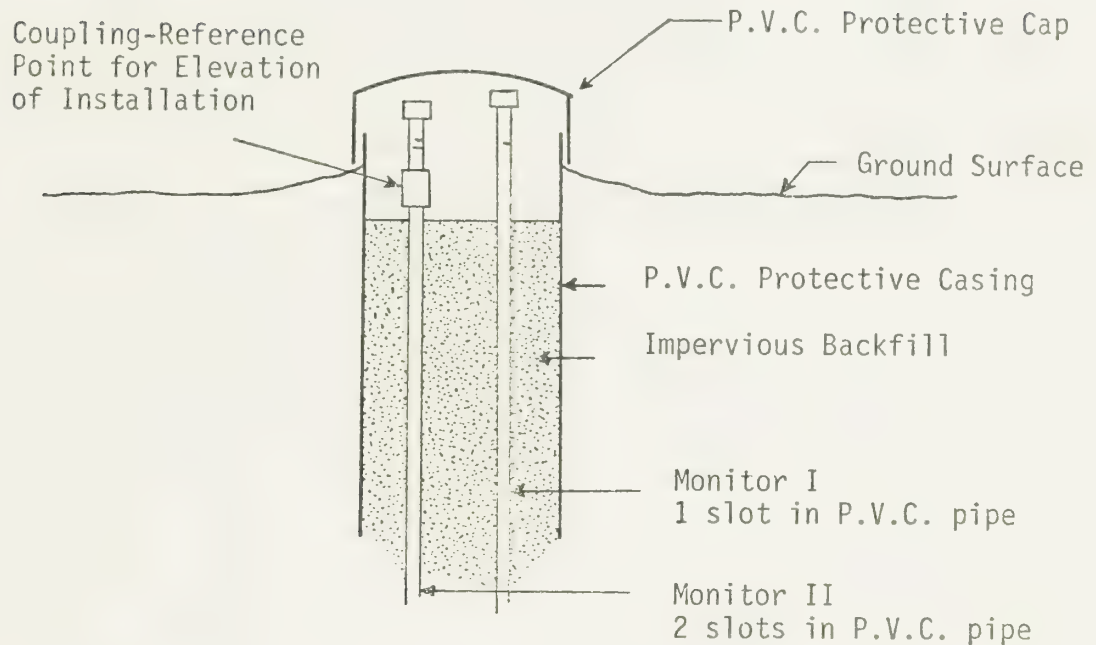 Coupling-Reference
Point for Elevation
of Installation
P.V.C. Protective Cap
Ground Surface
P.V.C. Protective Casing
Impervious Backfill
Monitor I
1 slot in P.V.C. pipe
Monitor II
2 slots in P.V.C. pipe